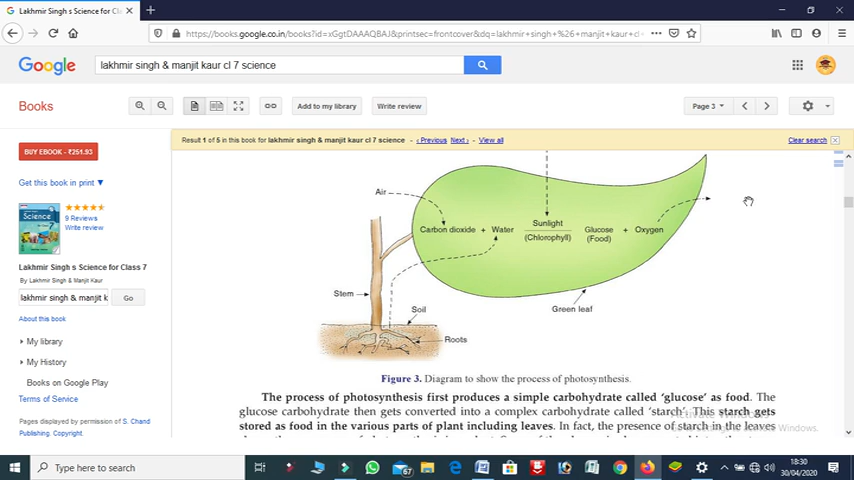 Lakhmir Singh's Science for Cl
https://books.google.co.in/books?id=xGgtDAAAQBAJ&printsec=frontcover&dq=lakhmir+singh+%26+manjit+kaur+cl
Google
lakhmir singh & manjit kaur cl 7 science
Books
Add to my library
Write review
Page 3
Result 1 of 5 in this book for lakhmir singh & manjit kaur cl 7 science - ‹ Previous Next › - View all
Clear search
BUY EBOOK - ₹251.93
Get this book in print ▼
Science
9 Reviews
Write review
Lakhmir Singh s Science for Class 7
By Lakhmir Singh & Manjit Kaur
lakhmir singh & manjit k
Go
About this book
My library
My History
Books on Google Play
Terms of Service
Pages displayed by permission of S. Chand
Publishing. Copyright.
Air
Carbon dioxide + Water
Sunlight
(Chlorophyll)
Glucose
(Food)
+ Oxygen
Stem
Soil
Green leaf
Roots
Figure 3. Diagram to show the process of photosynthesis.
The process of photosynthesis first produces a simple carbohydrate called 'glucose' as food. The
glucose carbohydrate then gets converted into a complex carbohydrate called 'starch'. This starch gets
stored as food in the various parts of plant including leaves. In fact, the presence of starch in the leaves
Activate Windows
Windows.
Type here to search
67
18:30
30/04/2020